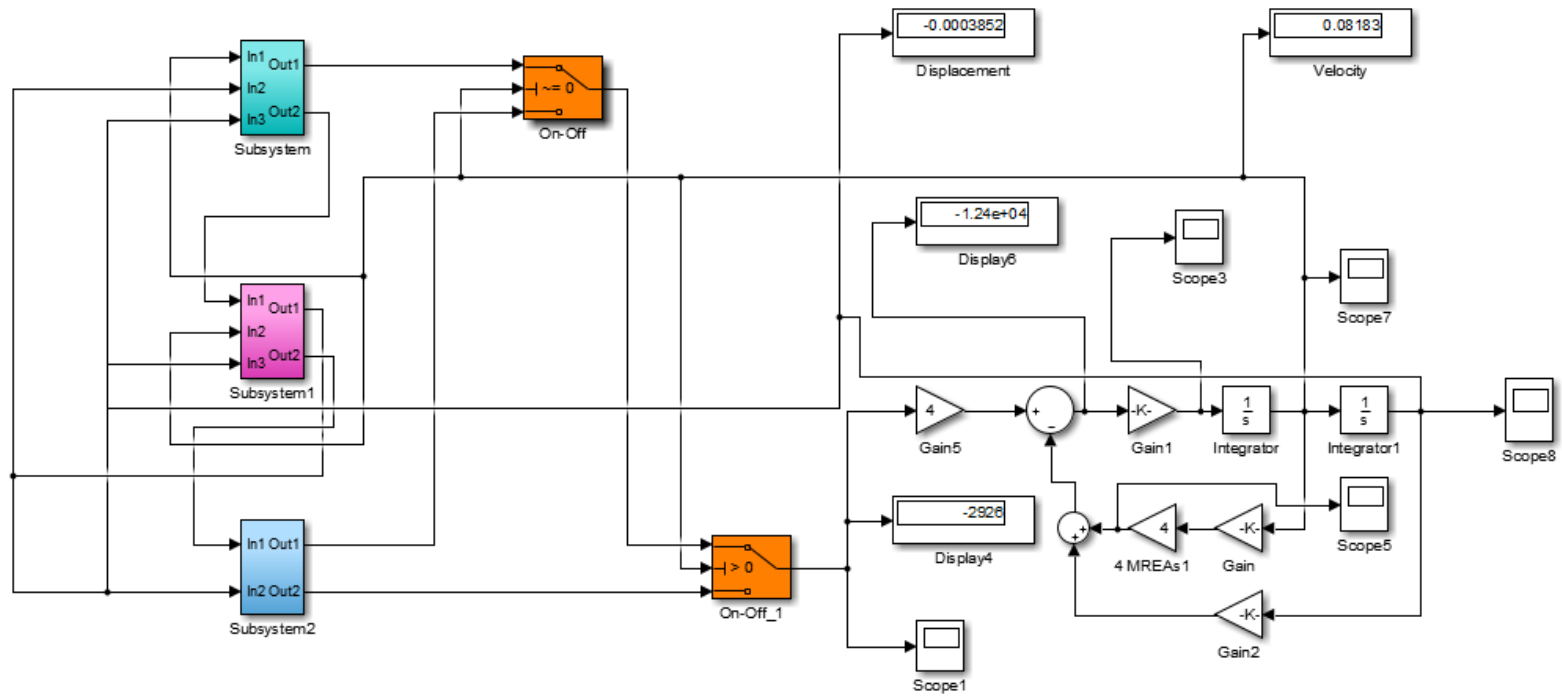 -0.0003852
Displacement
0.08183
Velocity
In1 Out1
In2
In3 Out2
Subsystem
~= 0
On-Off
-1.24e+04
Display6
Scope3
Scope7
In1 Out1
In2
In3 Out2
Subsystem1
4
Gain5
+
−
-K-
Gain1
1
s
Integrator
1
s
Integrator1
Scope8
-2926
Display4
+
+
4
4 MREAs1
-K-
Gain
Scope5
In1 Out1
In2 Out2
Subsystem2
> 0
On-Off_1
-K-
Gain2
Scope1